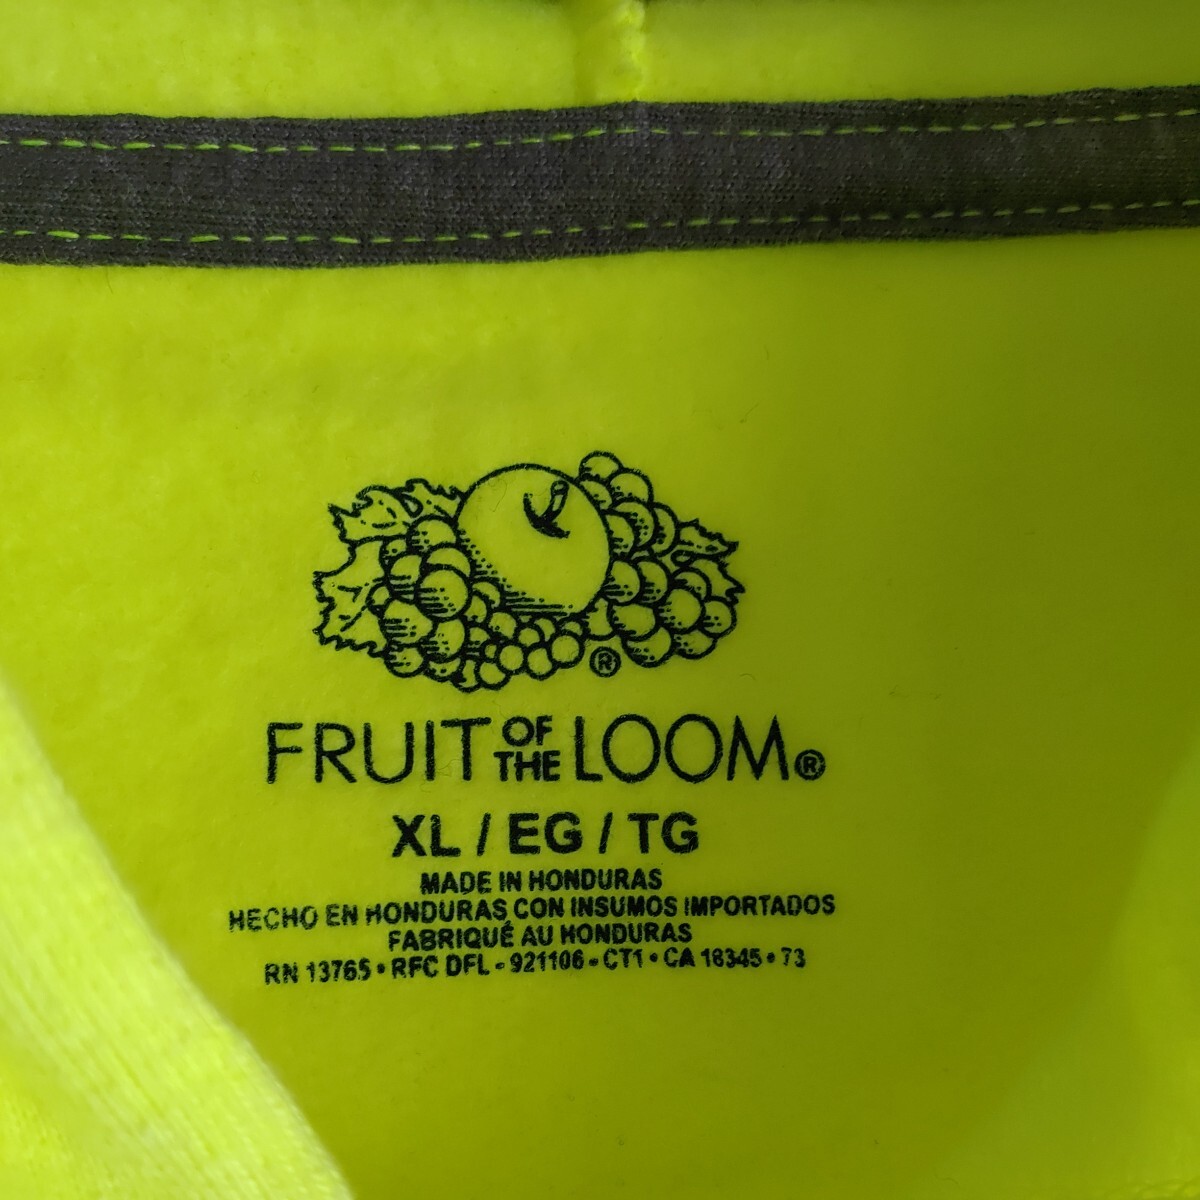 ®
FRUIT OF THE LOOM®
XL / EG / TG
MADE IN HONDURAS
HECHO EN HONDURAS CON INSUMOS IMPORTADOS
FABRIQUÉ AU HONDURAS
RN 13765 • RFC DFL - 921106 - CT1 • CA 18345 • 73